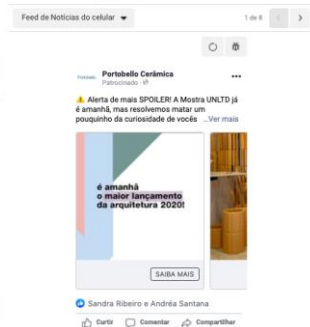 Feed de Notícias do celular
1 de 8
Portobello Cerâmica
Patrocinado
⚠ Alerta de mais SPOILER! A Mostra UNLTD já
é amanhã, mas resolvemos matar um
pouquinho da curiosidade de vocês ...Ver mais
é amanhã
o maior lançamento
da arquitetura 2020!
SAIBA MAIS
Sandra Ribeiro e Andréa Santana
Curtir Comentar Compartilhar